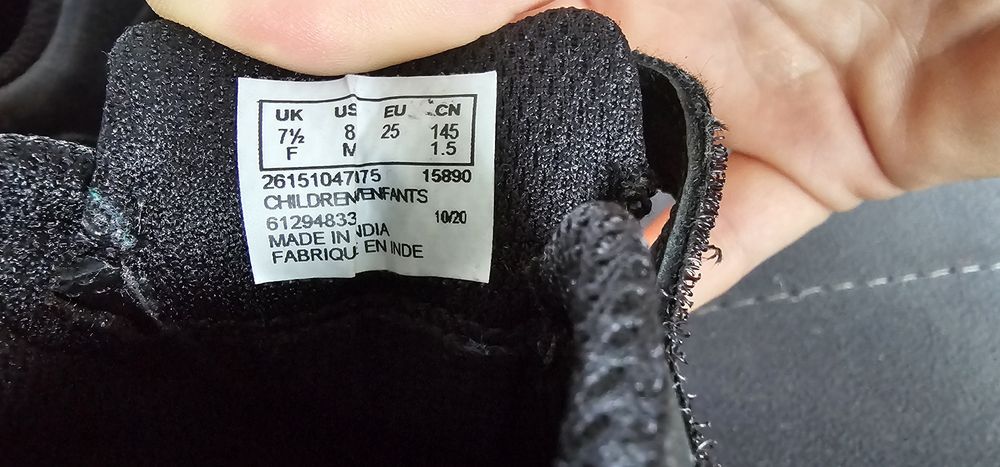 UK US EU CN
7½ 8 25 145
F M 1.5
26151047175 15890
CHILDREN/ENFANTS
61294833 10/20
MADE IN INDIA
FABRIQUE EN INDE